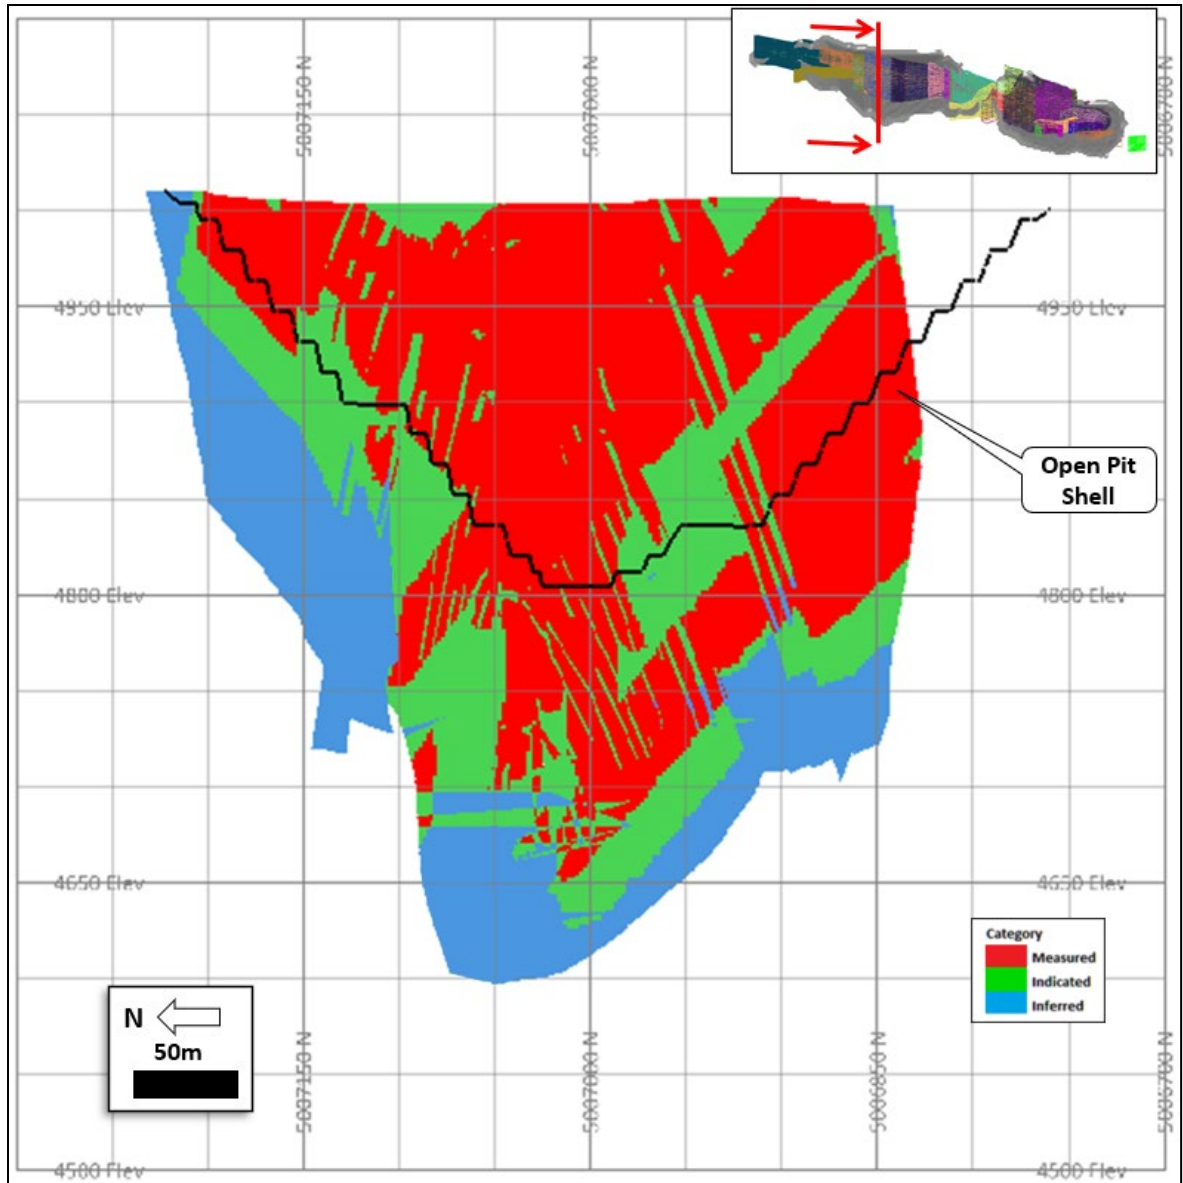 5007150 N
5007000 N
5006700 N
4950 Elev
4950 Elev
Open Pit
Shell
4800 Elev
4800 Elev
4650 Elev
4650 Elev
Category
Measured
Indicated
Inferred
N
50m
5007150 N
5007000 N
5006850 N
5006700 N
4500 Elev
4500 Elev